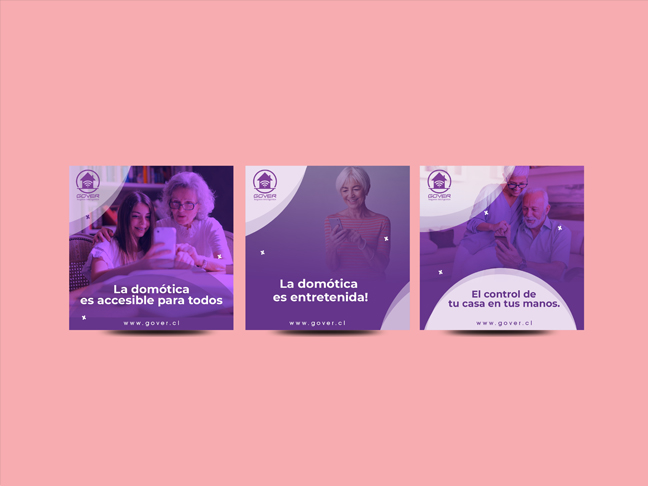 GOVER
La domótica
es accesible para todos
www.gover.cl
GOVER
La domótica
es entretenida!
www.gover.cl
GOVER
El control de
tu casa en tus manos.
www.gover.cl